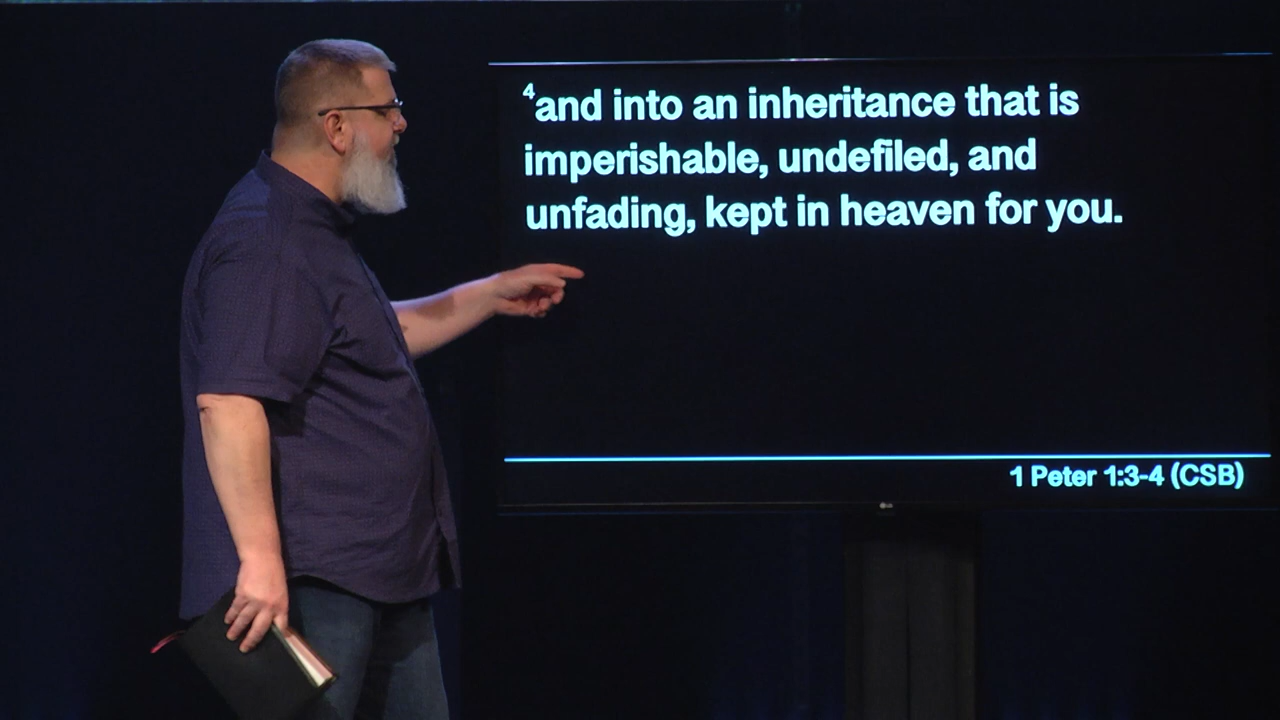 ⁴and into an inheritance that is
imperishable, undefiled, and
unfading, kept in heaven for you.
1 Peter 1:3-4 (CSB)
LG